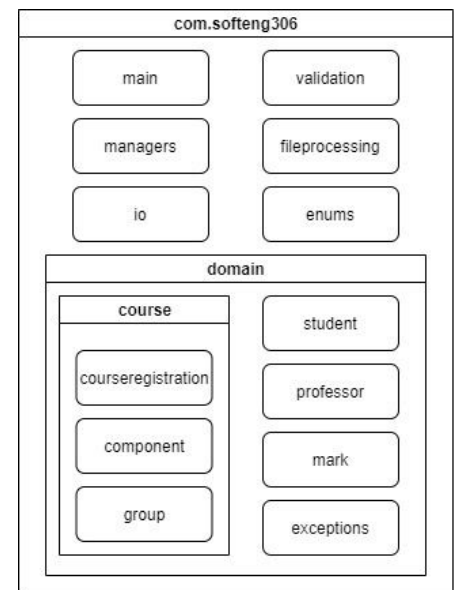 com.softeng306
main
validation
managers
fileprocessing
io
enums
domain
course
student
courseregistration
professor
component
mark
group
exceptions